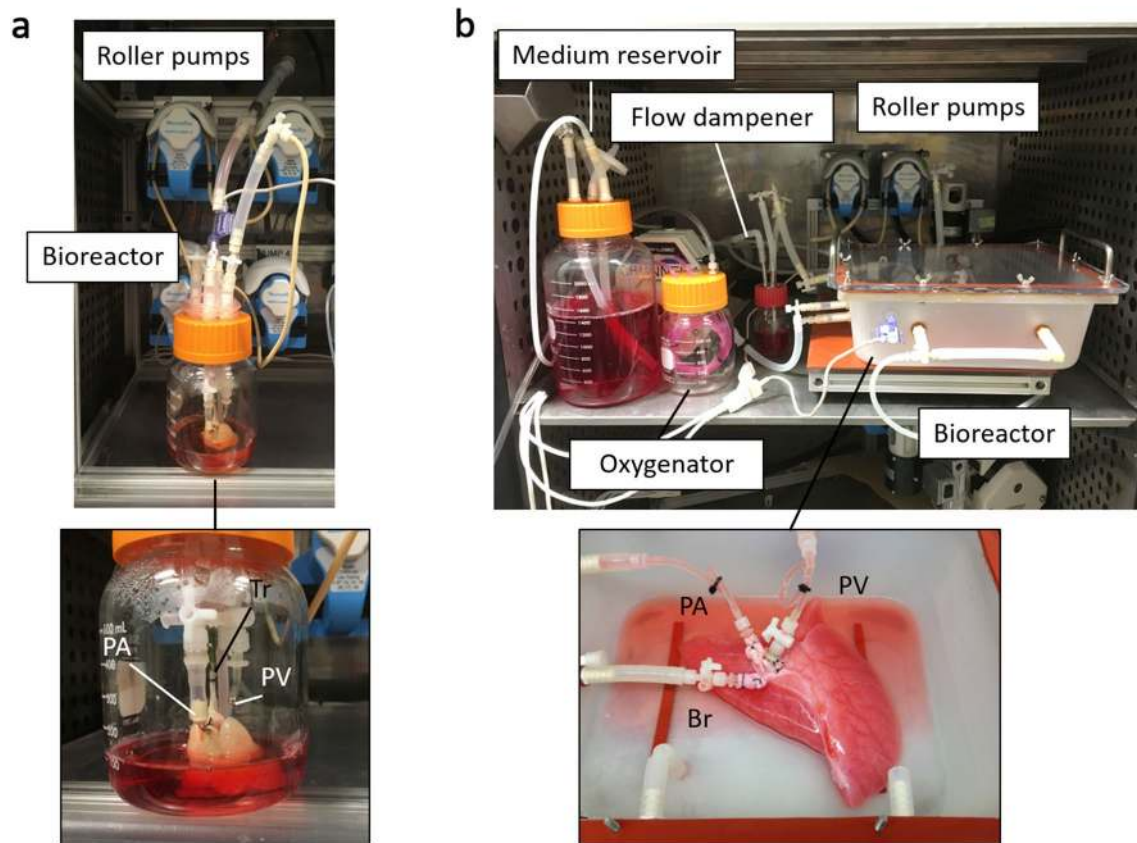 a
Roller pumps
Bioreactor
Tr
PA
PV
b
Medium reservoir
Flow dampener
Roller pumps
Oxygenator
Bioreactor
PA
PV
Br